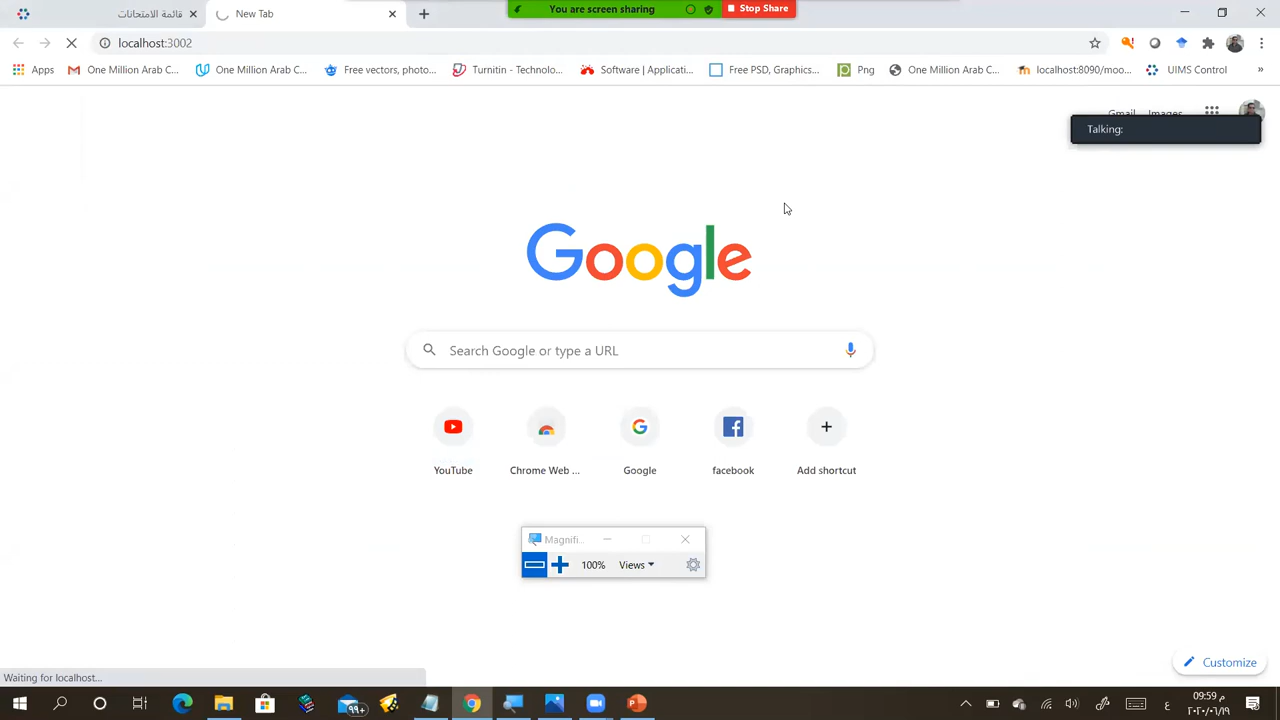 قائمة الامتحانات
New Tab
You are screen sharing
Stop Share
localhost:3002
Apps
One Million Arab C...
One Million Arab C...
Free vectors, photo...
Turnitin - Technolo...
Software | Applicati...
Free PSD, Graphics...
Png
One Million Arab C...
localhost:8090/moo...
UIMS Control
»
Gmail
Images
Talking:
Google
Search Google or type a URL
YouTube
Chrome Web ...
Google
facebook
Add shortcut
Magnifi...
100%
Views
Customize
Waiting for localhost...
99+
ع
09:59 م